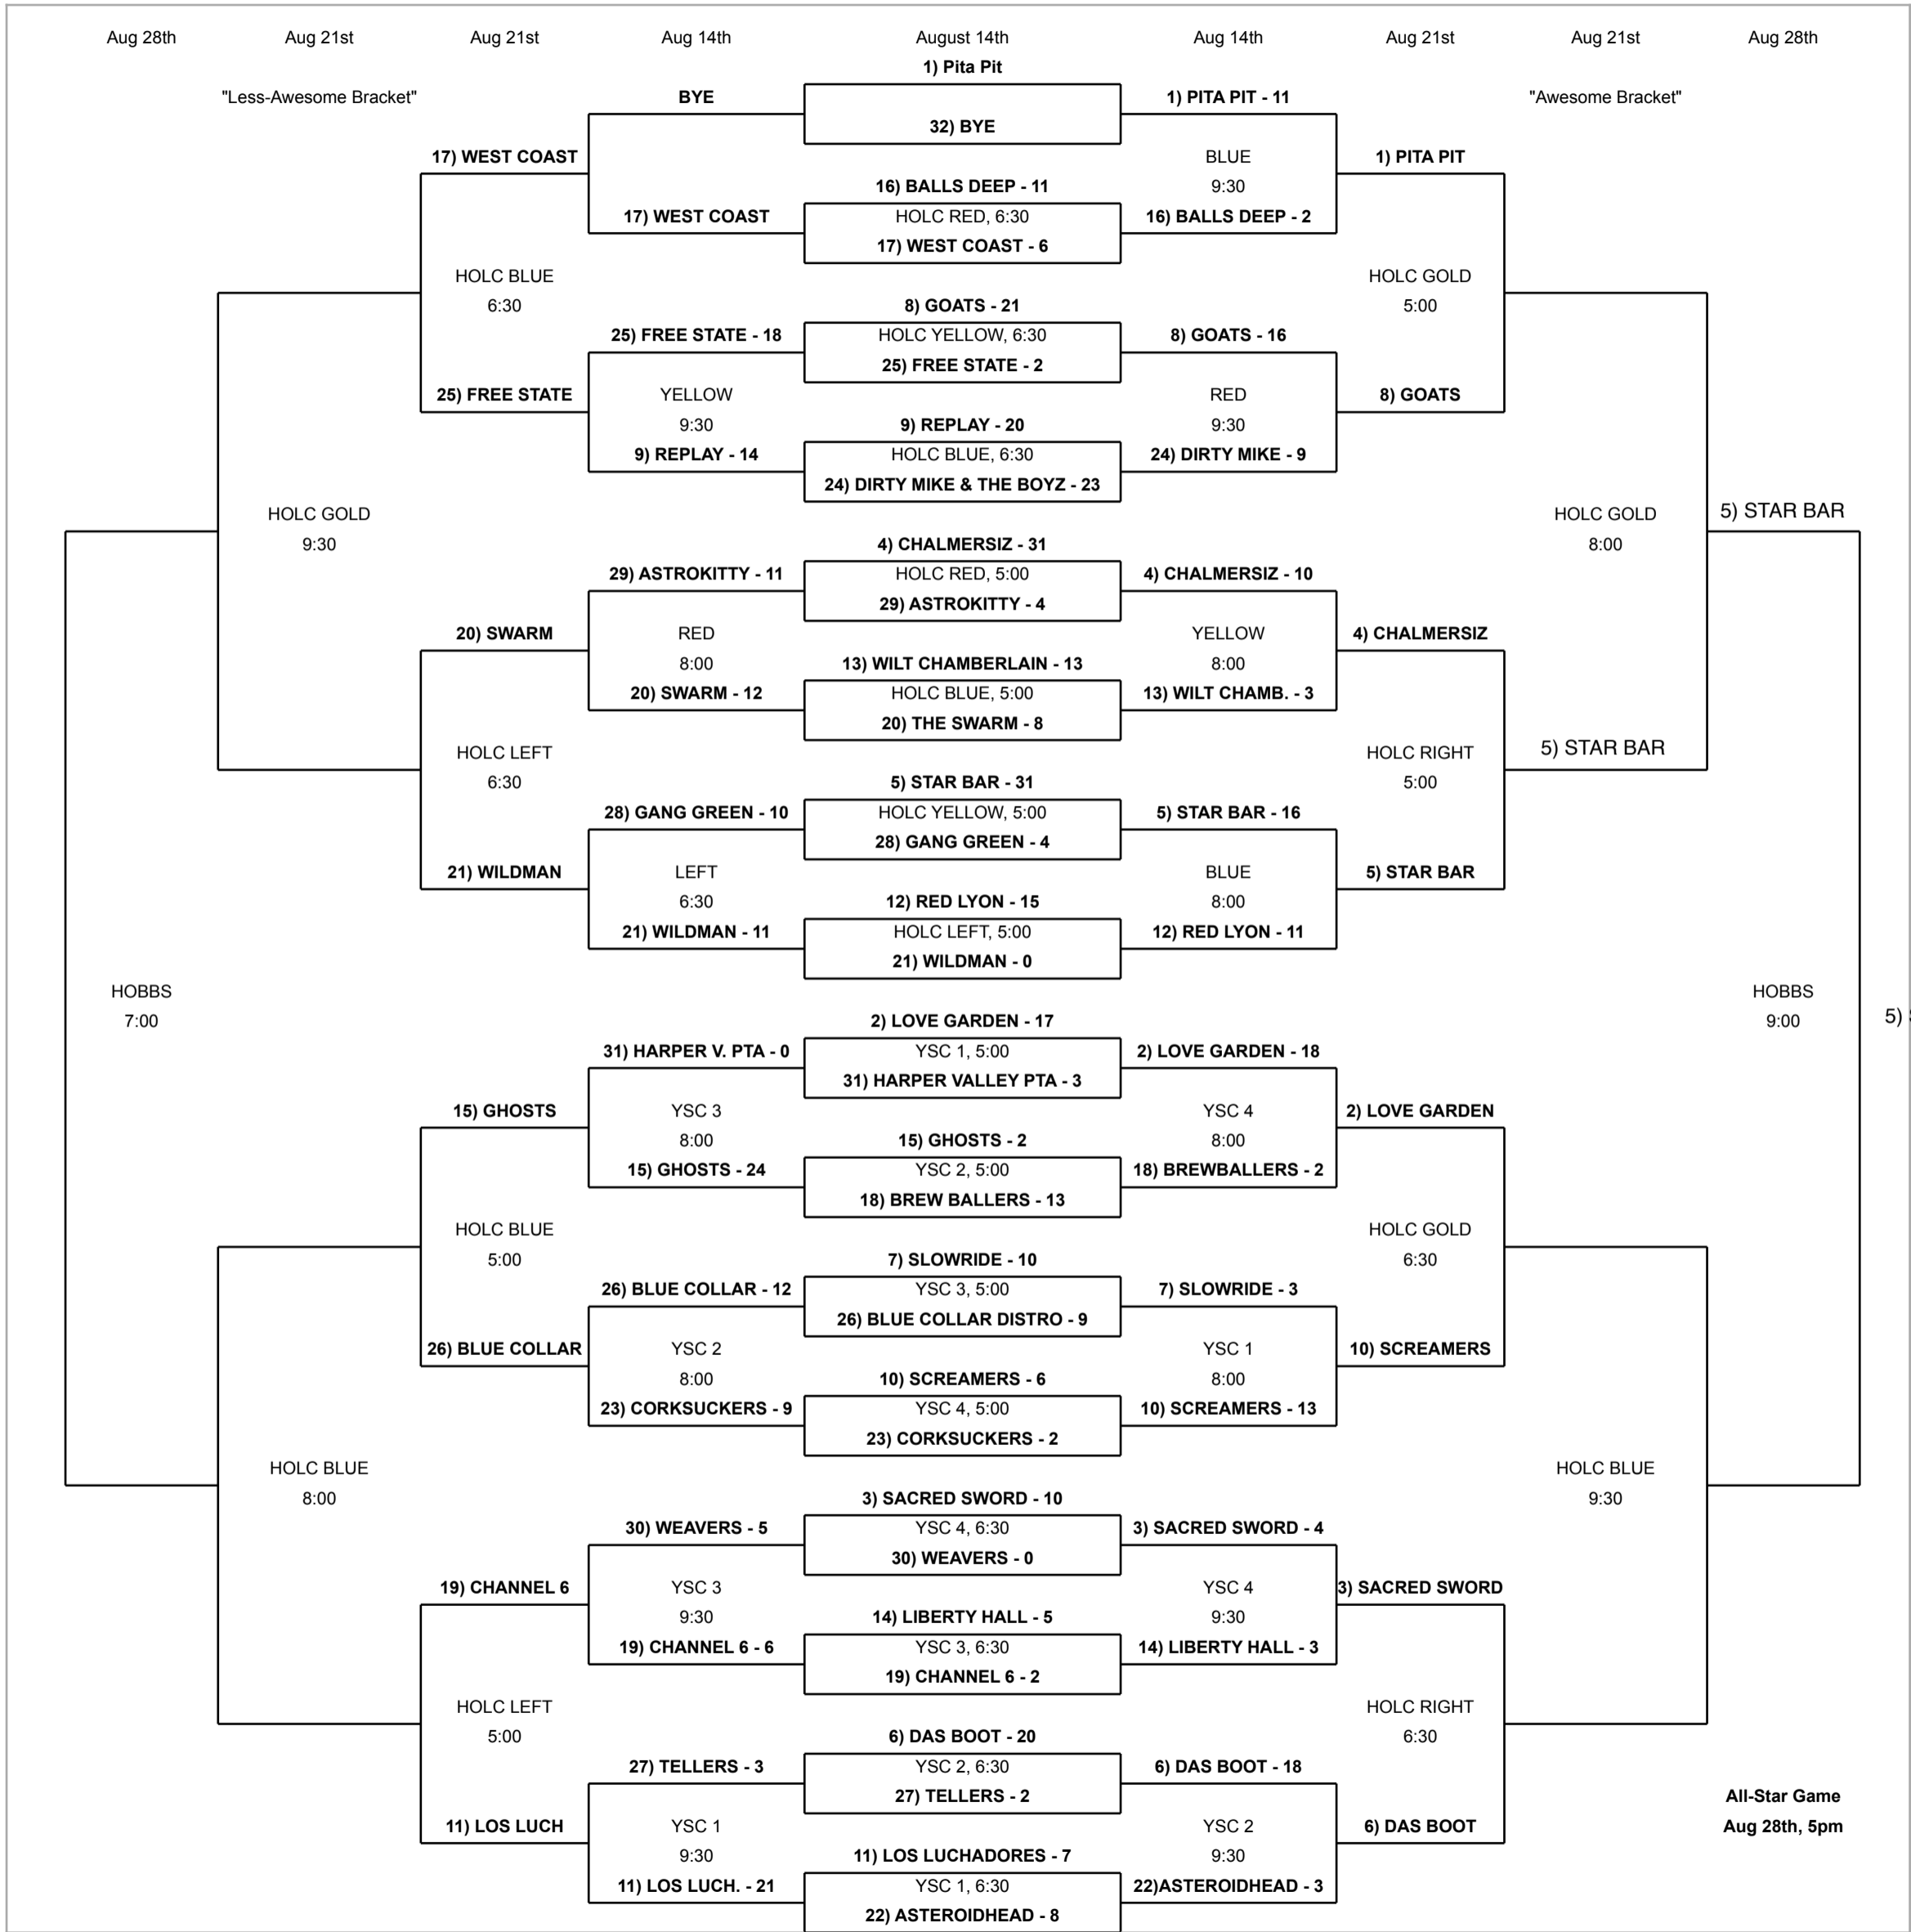 Aug 28th Aug 21st Aug 21st Aug 14th August 14th Aug 14th Aug 21st Aug 21st Aug 28th
1) Pita Pit
"Less-Awesome Bracket" BYE 1) PITA PIT - 11 "Awesome Bracket"
32) BYE
17) WEST COAST BLUE 1) PITA PIT
16) BALLS DEEP - 11 9:30
17) WEST COAST HOLC RED, 6:30 16) BALLS DEEP - 2
17) WEST COAST - 6
HOLC BLUE HOLC GOLD
6:30 8) GOATS - 21 5:00
25) FREE STATE - 18 HOLC YELLOW, 6:30 8) GOATS - 16
25) FREE STATE - 2
25) FREE STATE YELLOW RED 8) GOATS
9:30 9) REPLAY - 20 9:30
9) REPLAY - 14 HOLC BLUE, 6:30 24) DIRTY MIKE - 9
24) DIRTY MIKE & THE BOYZ - 23
HOLC GOLD HOLC GOLD 5) STAR BAR
9:30 4) CHALMERSIZ - 31 8:00
29) ASTROKITTY - 11 HOLC RED, 5:00 4) CHALMERSIZ - 10
29) ASTROKITTY - 4
20) SWARM RED YELLOW 4) CHALMERSIZ
8:00 13) WILT CHAMBERLAIN - 13 8:00
20) SWARM - 12 HOLC BLUE, 5:00 13) WILT CHAMB. - 3
20) THE SWARM - 8
HOLC LEFT HOLC RIGHT 5) STAR BAR
6:30 5) STAR BAR - 31 5:00
28) GANG GREEN - 10 HOLC YELLOW, 5:00 5) STAR BAR - 16
28) GANG GREEN - 4
21) WILDMAN LEFT BLUE 5) STAR BAR
6:30 12) RED LYON - 15 8:00
21) WILDMAN - 11 HOLC LEFT, 5:00 12) RED LYON - 11
21) WILDMAN - 0
HOBBS HOBBS
7:00 2) LOVE GARDEN - 17 9:00 5)
31) HARPER V. PTA - 0 YSC 1, 5:00 2) LOVE GARDEN - 18
31) HARPER VALLEY PTA - 3
15) GHOSTS YSC 3 YSC 4 2) LOVE GARDEN
8:00 15) GHOSTS - 2 8:00
15) GHOSTS - 24 YSC 2, 5:00 18) BREWBALLERS - 2
18) BREW BALLERS - 13
HOLC BLUE HOLC GOLD
5:00 7) SLOWRIDE - 10 6:30
26) BLUE COLLAR - 12 YSC 3, 5:00 7) SLOWRIDE - 3
26) BLUE COLLAR DISTRO - 9
26) BLUE COLLAR YSC 2 YSC 1 10) SCREAMERS
8:00 10) SCREAMERS - 6 8:00
23) CORKSUCKERS - 9 YSC 4, 5:00 10) SCREAMERS - 13
23) CORKSUCKERS - 2
HOLC BLUE HOLC BLUE
8:00 3) SACRED SWORD - 10 9:30
30) WEAVERS - 5 YSC 4, 6:30 3) SACRED SWORD - 4
30) WEAVERS - 0
19) CHANNEL 6 YSC 3 YSC 4 3) SACRED SWORD
9:30 14) LIBERTY HALL - 5 9:30
19) CHANNEL 6 - 6 YSC 3, 6:30 14) LIBERTY HALL - 3
19) CHANNEL 6 - 2
HOLC LEFT HOLC RIGHT
5:00 6) DAS BOOT - 20 6:30
27) TELLERS - 3 YSC 2, 6:30 6) DAS BOOT - 18
27) TELLERS - 2 All-Star Game
11) LOS LUCH YSC 1 YSC 2 6) DAS BOOT Aug 28th, 5pm
9:30 11) LOS LUCHADORES - 7 9:30
11) LOS LUCH. - 21 YSC 1, 6:30 22)ASTEROIDHEAD - 3
22) ASTEROIDHEAD - 8